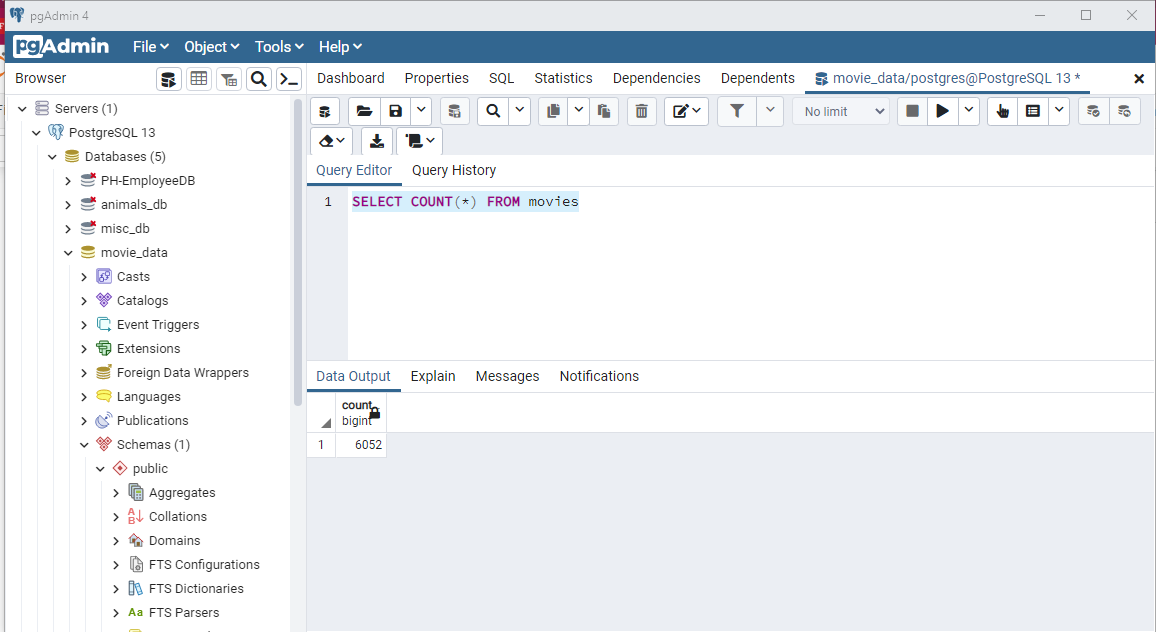 pgAdmin 4
pgAdmin File Object Tools Help
Browser
Dashboard Properties SQL Statistics Dependencies Dependents movie_data/postgres@PostgreSQL 13 *
Servers (1)
PostgreSQL 13
Databases (5)
PH-EmployeeDB
animals_db
misc_db
movie_data
Casts
Catalogs
Event Triggers
Extensions
Foreign Data Wrappers
Languages
Publications
Schemas (1)
public
Aggregates
Collations
Domains
FTS Configurations
FTS Dictionaries
Aa FTS Parsers
No limit
Query Editor Query History
1 SELECT COUNT(*) FROM movies
Data Output Explain Messages Notifications
count
bigint
1 6052